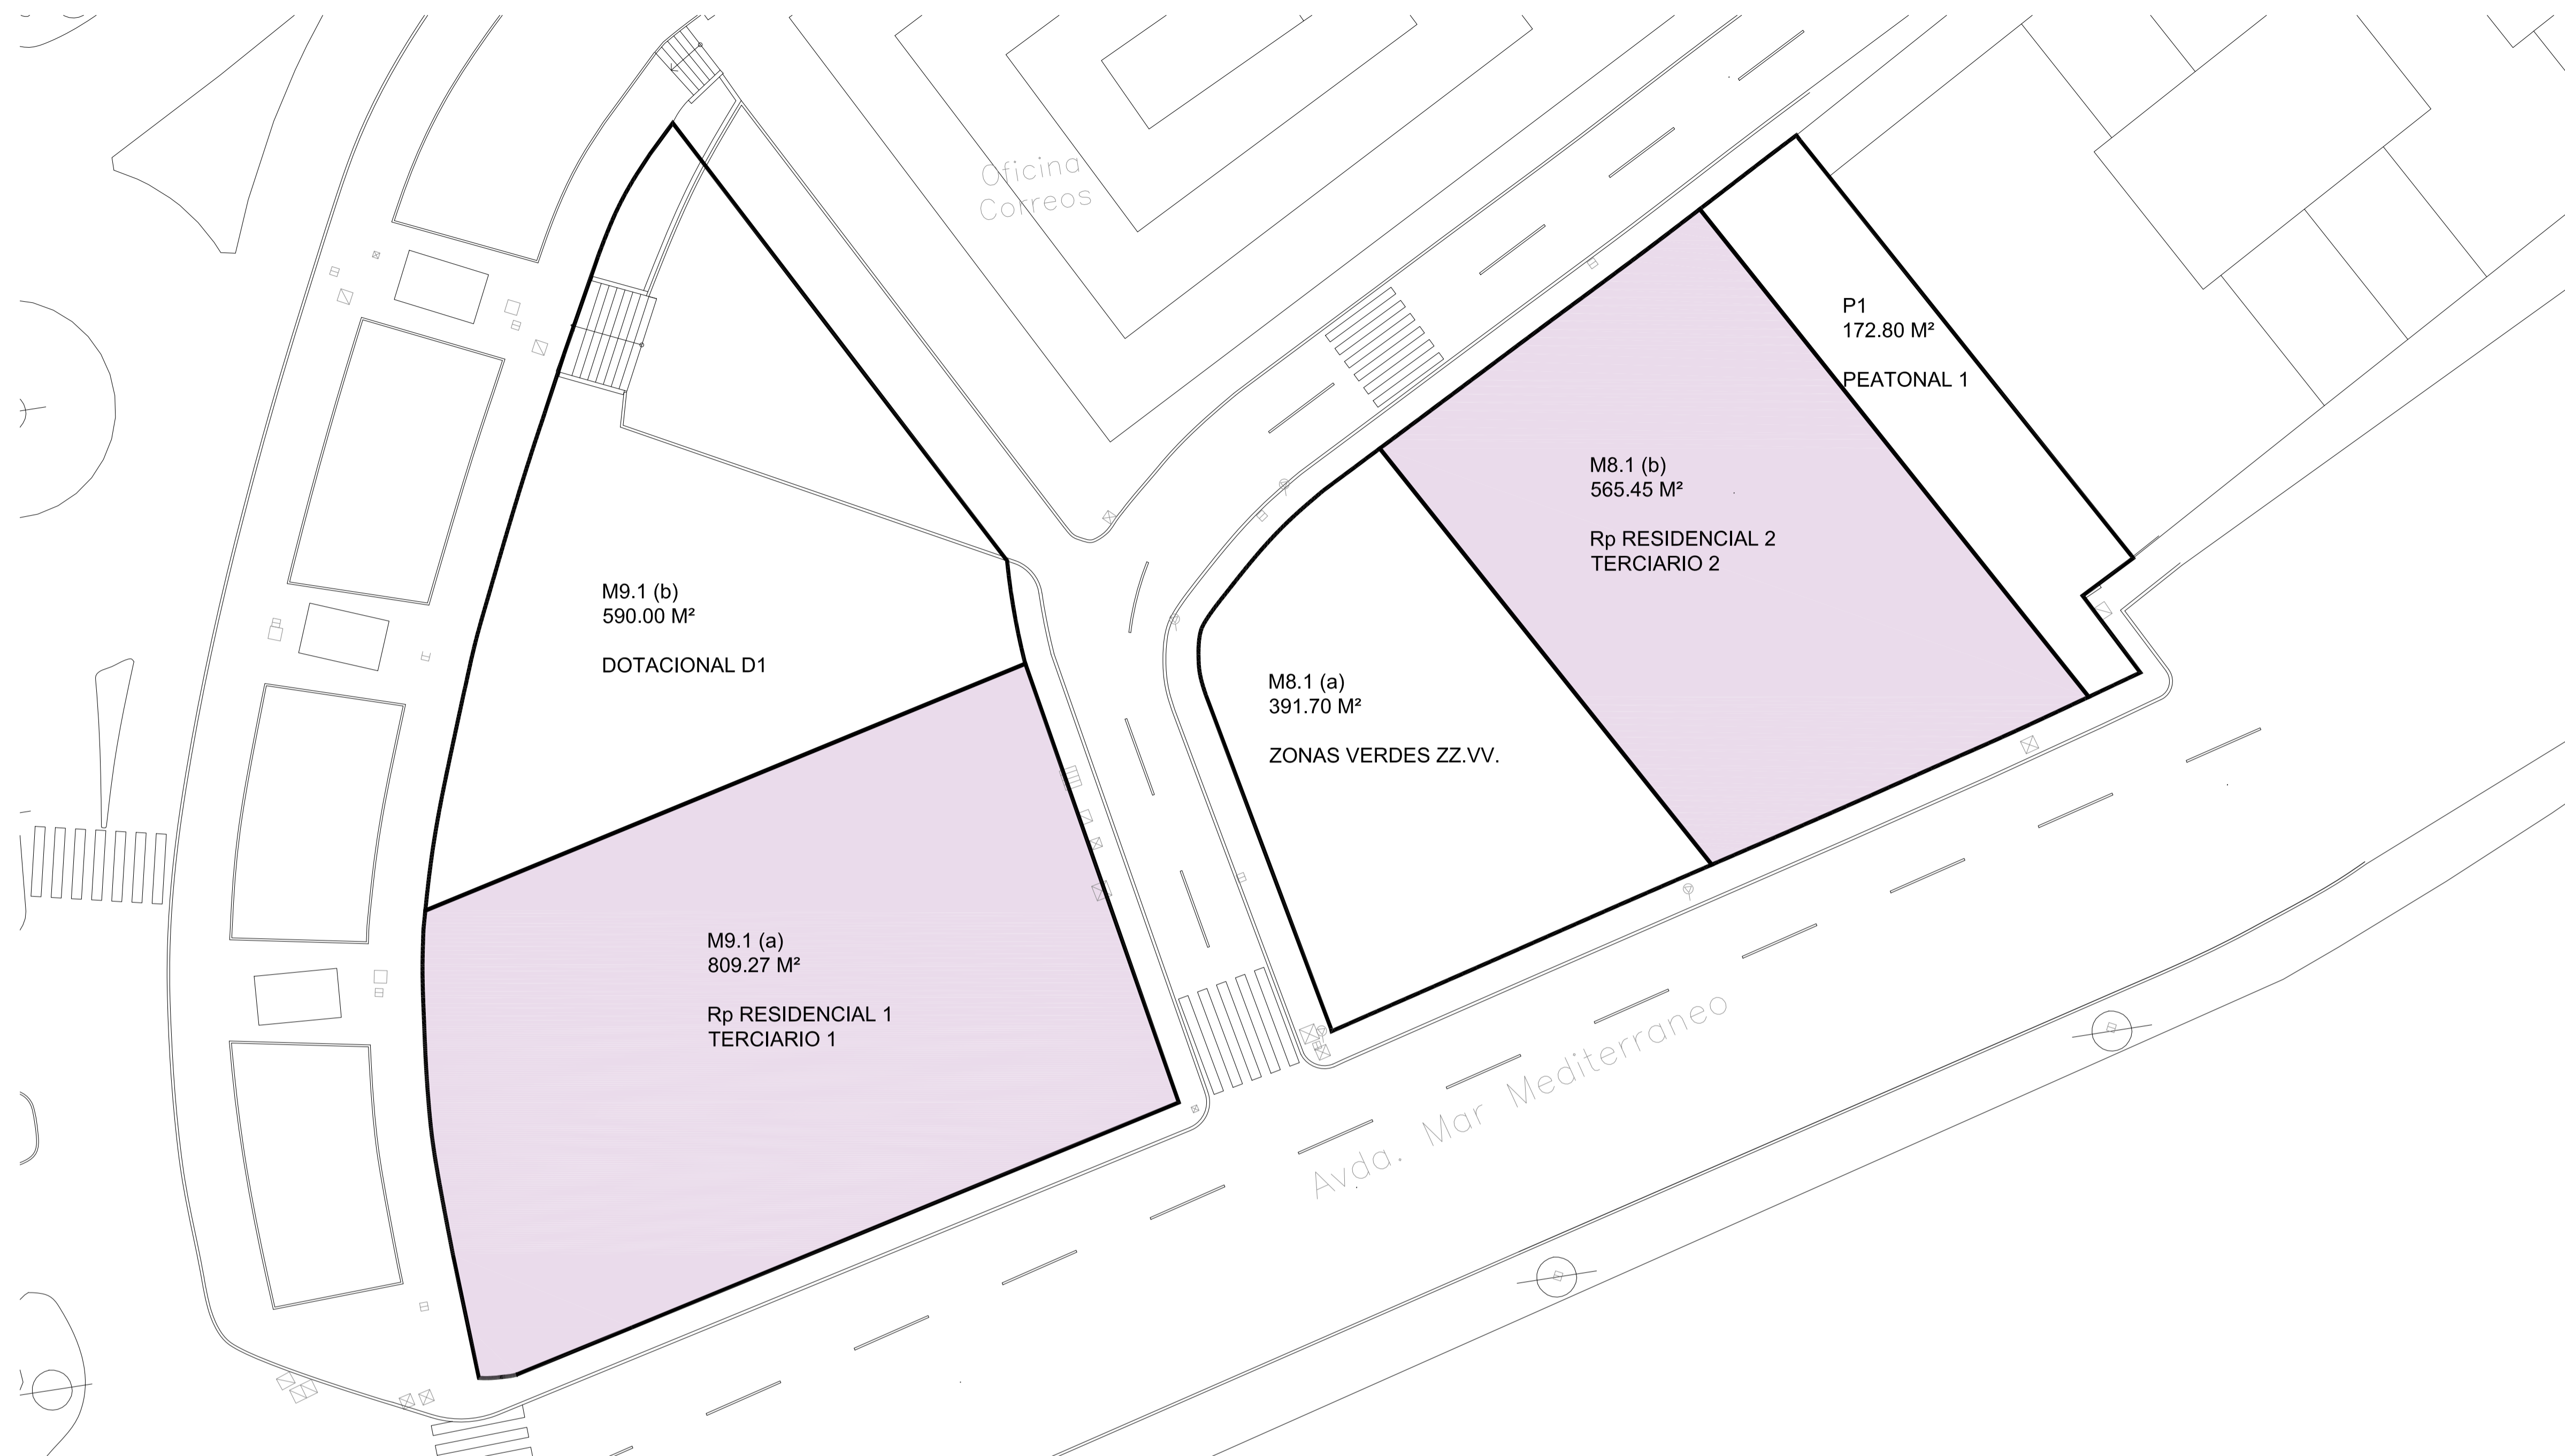 Oficina
Correos
P1
172.80 M²
PEATONAL 1
M8.1 (b)
565.45 M²
Rp RESIDENCIAL 2
TERCIARIO 2
M9.1 (b)
590.00 M²
DOTACIONAL D1
M8.1 (a)
391.70 M²
ZONAS VERDES ZZ.VV.
M9.1 (a)
809.27 M²
Rp RESIDENCIAL 1
TERCIARIO 1
Avda. Mar Mediterraneo